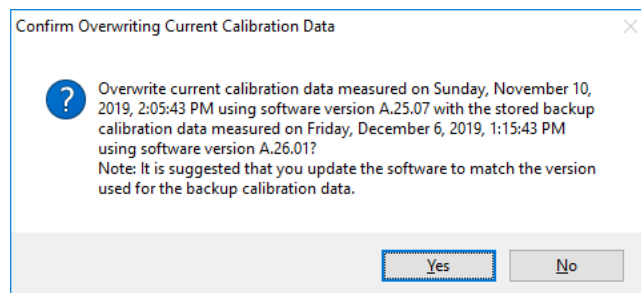 Confirm Overwriting Current Calibration Data
Overwrite current calibration data measured on Sunday, November 10,
2019, 2:05:43 PM using software version A.25.07 with the stored backup
calibration data measured on Friday, December 6, 2019, 1:15:43 PM
using software version A.26.01?
Note: It is suggested that you update the software to match the version
used for the backup calibration data.
Yes
No